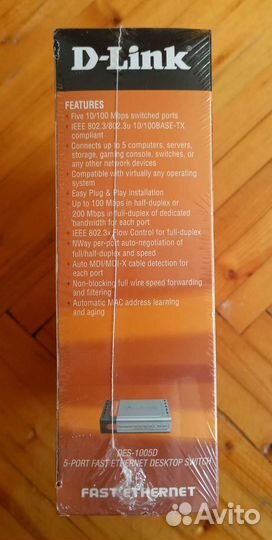 D-Link
FEATURES
• Five 10/100 Mbps switched ports
• IEEE 802.3/802.3u 10/100BASE-TX
compliant
• Connects up to 5 computers, servers,
storage, gaming console, switches, or
any other network devices
• Compatible with virtually any operating
system
• Easy Plug & Play installation
• Up to 100 Mbps in half-duplex or
200 Mbps in full-duplex of dedicated
bandwidth for each port
• IEEE 802.3x Flow Control for full-duplex
• NWay per-port auto-negotiation of
full/half-duplex and speed
• Auto MDI/MDI-X cable detection for
each port
• Non-blocking full wire speed forwarding
and filtering
• Automatic MAC address learning
and aging
DES-1005D
5-PORT FAST ETHERNET DESKTOP SWITCH
FAST ETHERNET
Avito